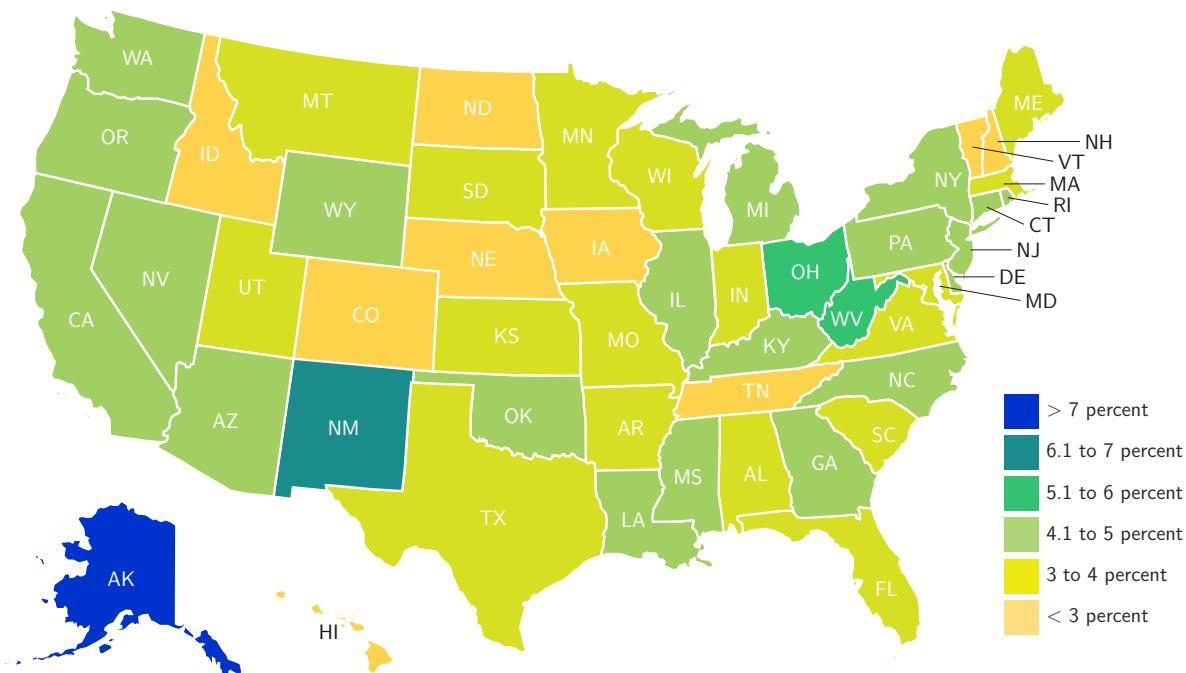 WA
MT
ND
MN
ME
OR
ID
SD
WI
MI
NY
NH
VT
MA
RI
CT
WY
NE
IA
PA
NJ
NV
UT
CO
IL
IN
OH
DE
MD
CA
KS
MO
KY
WV
VA
AZ
NM
OK
AR
TN
NC
SC
TX
LA
MS
AL
GA
FL
AK
HI
> 7 percent
6.1 to 7 percent
5.1 to 6 percent
4.1 to 5 percent
3 to 4 percent
< 3 percent